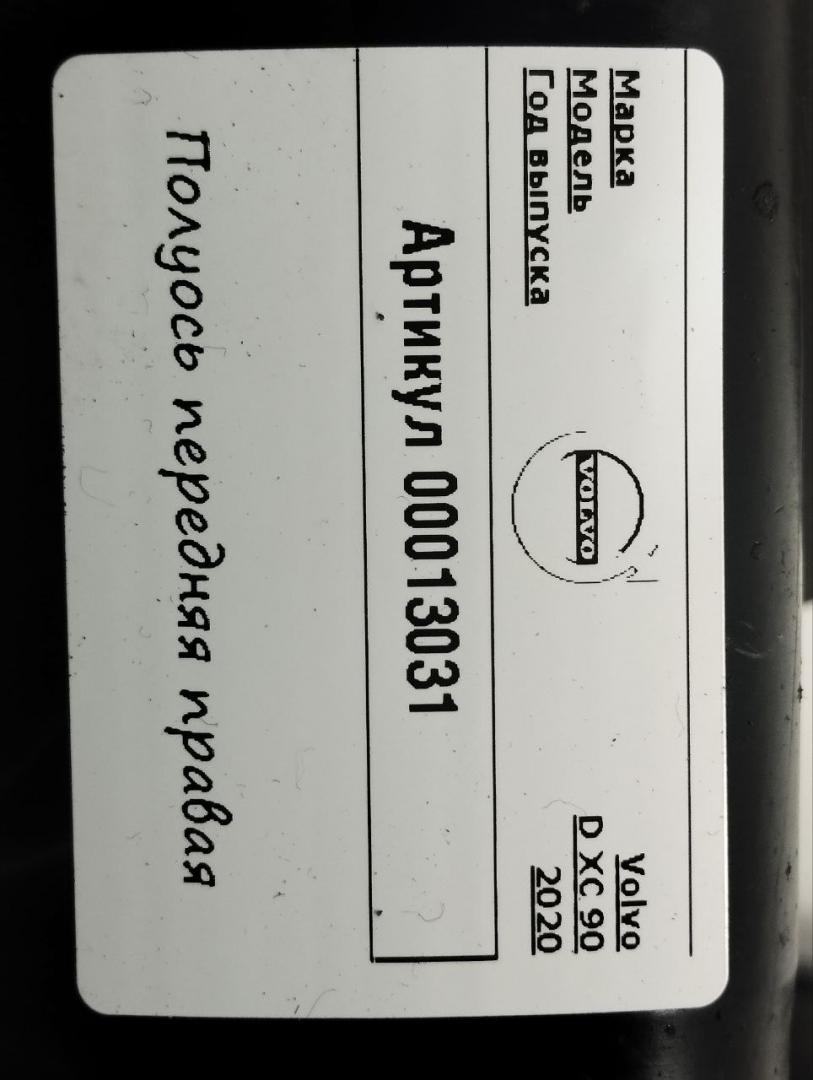 Марка Volvo
Модель D XC 90
Год выпуска 2020
VOLVO
Артикул 00013031
Полуось передняя правая